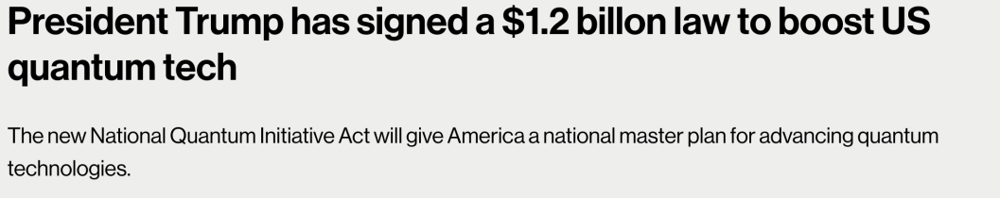 President Trump has signed a $1.2 billon law to boost US
quantum tech
The new National Quantum Initiative Act will give America a national master plan for advancing quantum
technologies.